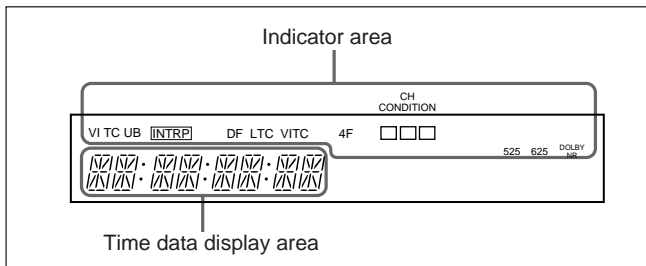 Indicator area
CH
CONDITION
VI TC UB INTRP DF LTC VITC 4F
525 625 DOLBY
NR
Time data display area